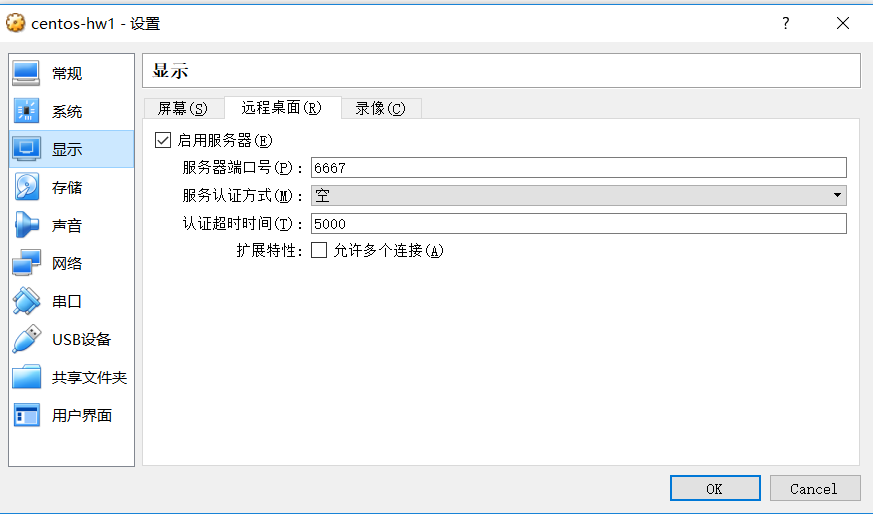 centos-hw1 - 设置
?
常规
系统
显示
存储
声音
网络
串口
USB设备
共享文件夹
用户界面
显示
屏幕(S) 远程桌面(R) 录像(C)
启用服务器(E)
服务器端口号(P): 6667
服务认证方式(M): 空
认证超时时间(T): 5000
扩展特性: 允许多个连接(A)
OK Cancel